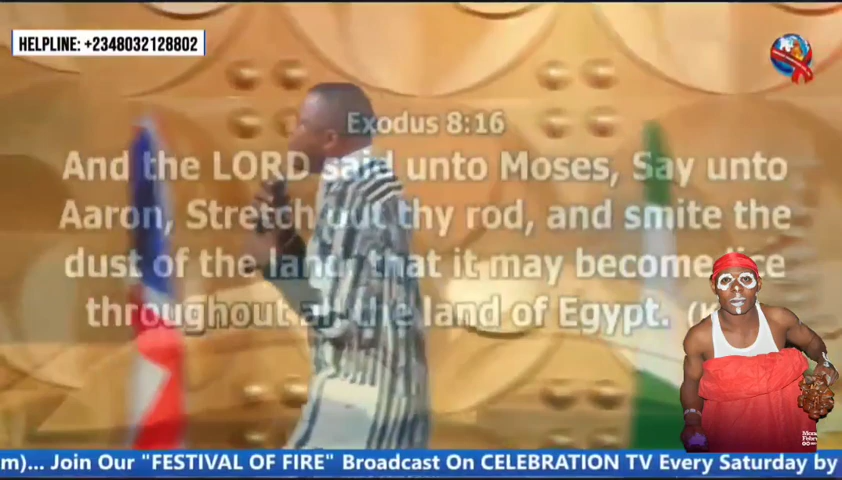 HELPLINE: +2348032128802
Exodus 8:16
And the LORD said unto Moses, Say unto
Aaron, Stretch out thy rod, and smite the
dust of the land, that it may become lice
throughout all the land of Egypt.
m)... Join Our "FESTIVAL OF FIRE" Broadcast On CELEBRATION TV Every Saturday by